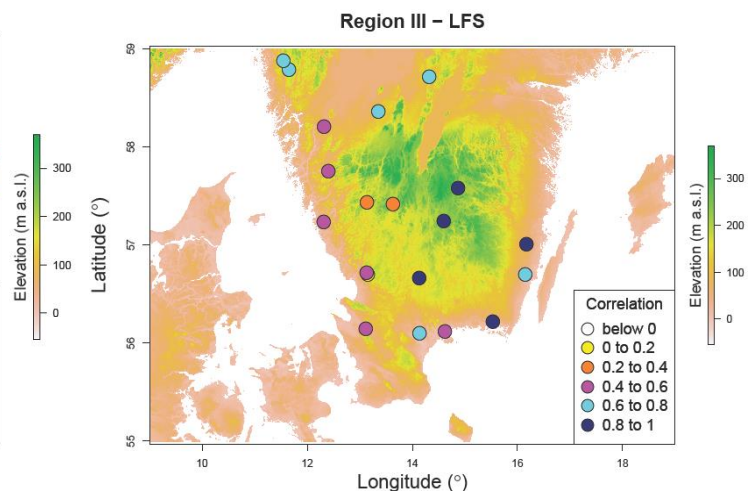 Region III – LFS
Elevation (m a.s.l.)
300
200
100
0
Latitude (°)
59
58
57
56
55
Correlation
below 0
0 to 0.2
0.2 to 0.4
0.4 to 0.6
0.6 to 0.8
0.8 to 1
10
12
14
16
18
Longitude (°)
Elevation (m a.s.l.)
300
200
100
0